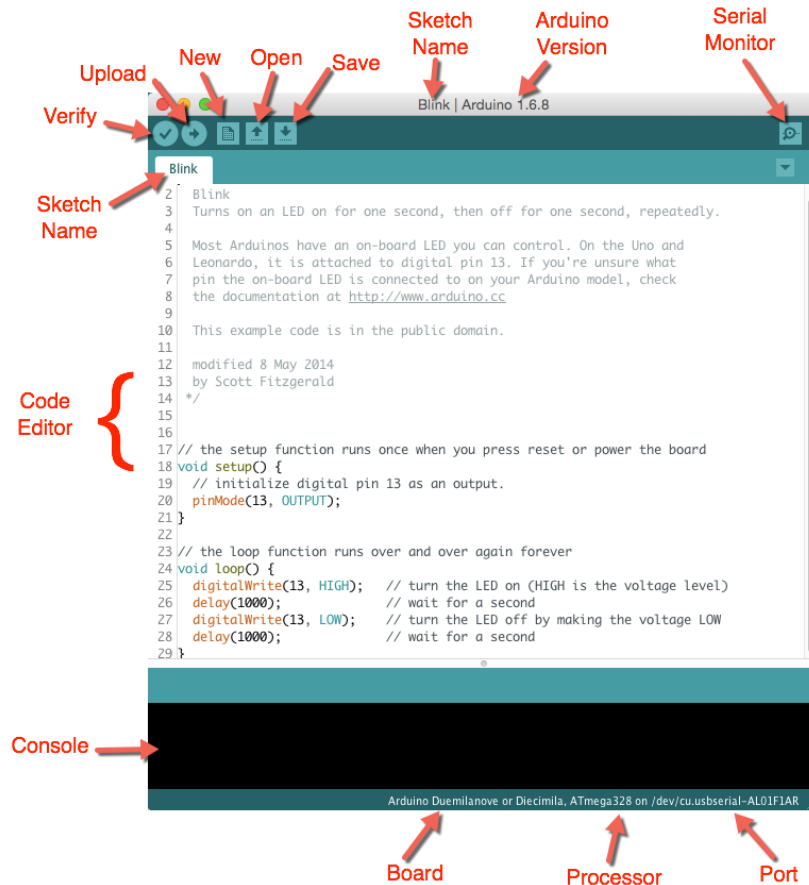 Sketch Name
Arduino Version
Serial Monitor
Upload
New
Open
Save
Verify
Blink | Arduino 1.6.8
Sketch Name
Blink
2 Blink
3 Turns on an LED on for one second, then off for one second, repeatedly.
4
5 Most Arduinos have an on-board LED you can control. On the Uno and
6 Leonardo, it is attached to digital pin 13. If you're unsure what
7 pin the on-board LED is connected to on your Arduino model, check
8 the documentation at http://www.arduino.cc
9
10 This example code is in the public domain.
11
12 modified 8 May 2014
13 by Scott Fitzgerald
14 */
15
16
17 // the setup function runs once when you press reset or power the board
18 void setup() {
19 // initialize digital pin 13 as an output.
20 pinMode(13, OUTPUT);
21 }
22
23 // the loop function runs over and over again forever
24 void loop() {
25 digitalWrite(13, HIGH); // turn the LED on (HIGH is the voltage level)
26 delay(1000); // wait for a second
27 digitalWrite(13, LOW); // turn the LED off by making the voltage LOW
28 delay(1000); // wait for a second
29 }
Code Editor
Console
Arduino Duemilanove or Diecimila, ATmega328 on /dev/cu.usbserial-AL01F1AR
Board
Processor
Port